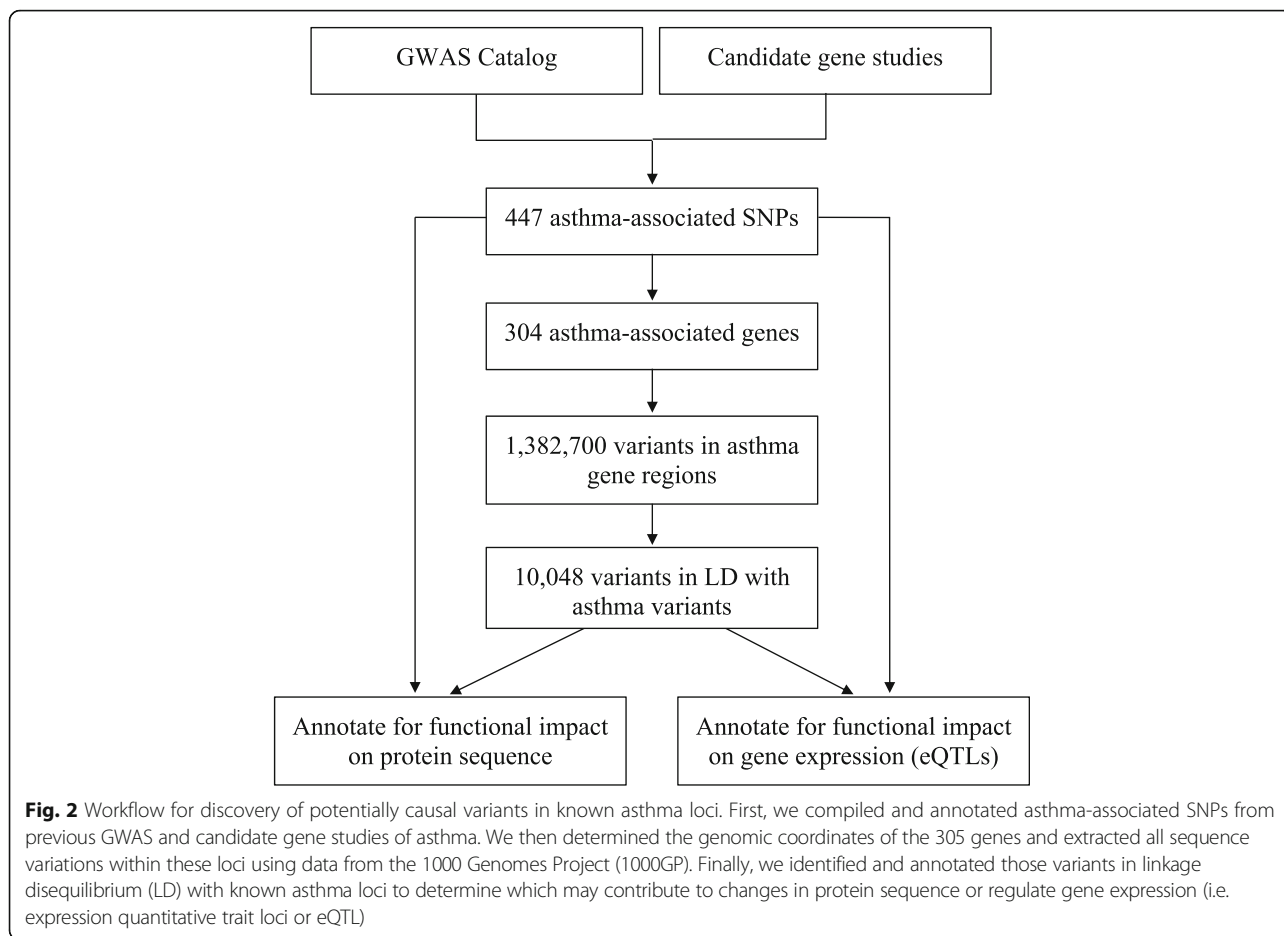 GWAS Catalog
Candidate gene studies
447 asthma-associated SNPs
304 asthma-associated genes
1,382,700 variants in asthma
gene regions
10,048 variants in LD with
asthma variants
Annotate for functional impact
on protein sequence
Annotate for functional impact
on gene expression (eQTLs)
Fig. 2 Workflow for discovery of potentially causal variants in known asthma loci. First, we compiled and annotated asthma-associated SNPs from
previous GWAS and candidate gene studies of asthma. We then determined the genomic coordinates of the 305 genes and extracted all sequence
variations within these loci using data from the 1000 Genomes Project (1000GP). Finally, we identified and annotated those variants in linkage
disequilibrium (LD) with known asthma loci to determine which may contribute to changes in protein sequence or regulate gene expression (i.e.
expression quantitative trait loci or eQTL)